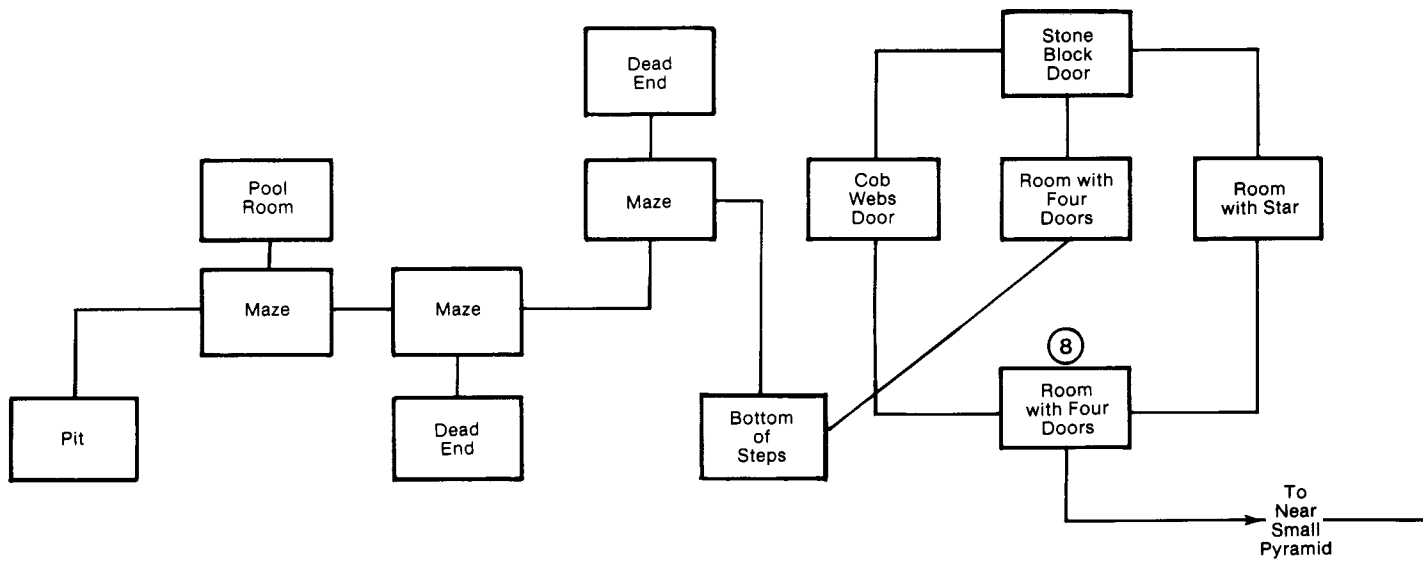 Dead
End
Stone
Block
Door
Pool
Room
Maze
Cob
Webs
Door
Room with
Four
Doors
Room
with Star
Maze
Maze
8
Pit
Dead
End
Bottom
of
Steps
Room
with Four
Doors
To
Near
Small
Pyramid